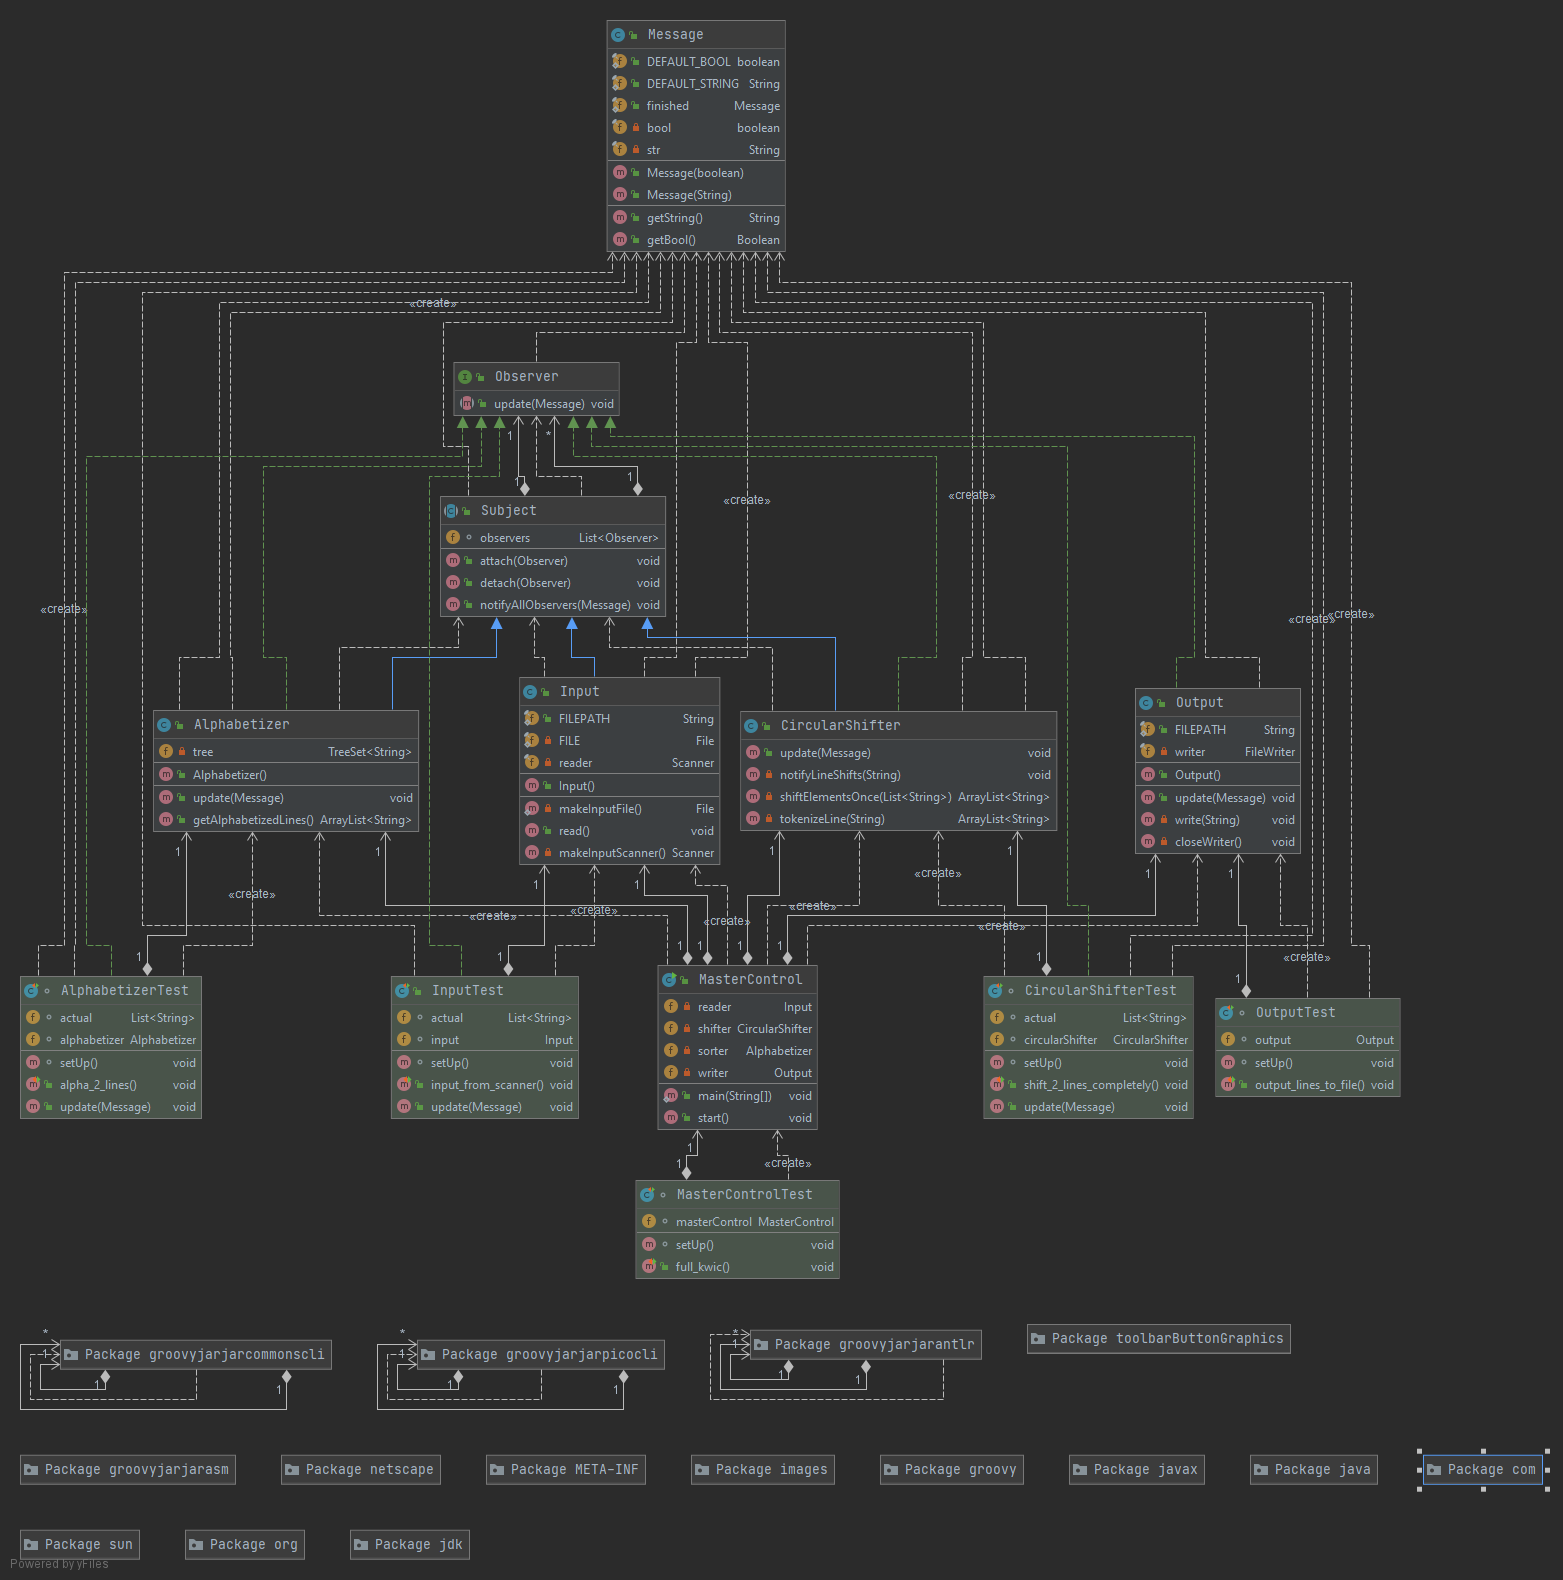 Message
DEFAULT_BOOL boolean
DEFAULT_STRING String
finished Message
bool boolean
str String
Message(boolean)
Message(String)
getString() String
getBool() Boolean
«create»
Observer
update(Message) void
1
*
1
1
«create»
«create»
Subject
observers List<Observer>
attach(Observer) void
detach(Observer) void
notifyAllObservers(Message) void
«create»
«create»
«create»
Alphabetizer
tree TreeSet<String>
Alphabetizer()
update(Message) void
getAlphabetizedLines() ArrayList<String>
Input
FILEPATH String
FILE File
reader Scanner
Input()
makeInputFile() File
read() void
makeInputScanner() Scanner
CircularShifter
update(Message) void
notifyLineShifts(String) void
shiftElementsOnce(List<String>) ArrayList<String>
tokenizeLine(String) ArrayList<String>
Output
FILEPATH String
writer FileWriter
Output()
update(Message) void
write(String) void
closeWriter() void
1
1
1
1
1
1
1
1
«create»
«create»
«create»
«create»
«create»
«create»
«create»
«create»
1
1
1
1
1
1
1
1
AlphabetizerTest
actual List<String>
alphabetizer Alphabetizer
setUp() void
alpha_2_lines() void
update(Message) void
InputTest
actual List<String>
input Input
setUp() void
input_from_scanner() void
update(Message) void
MasterControl
reader Input
shifter CircularShifter
sorter Alphabetizer
writer Output
main(String[]) void
start() void
CircularShifterTest
actual List<String>
circularShifter CircularShifter
setUp() void
shift_2_lines_completely() void
update(Message) void
OutputTest
output Output
setUp() void
output_lines_to_file() void
1
1
«create»
MasterControlTest
masterControl MasterControl
setUp() void
full_kwic() void
*
1
Package groovyjarjarcommonscli
1
1
*
1
Package groovyjarjarpicocli
1
1
*
1
Package groovyjarjarantlr
1
1
Package toolbarButtonGraphics
Package groovyjarjarasm
Package netscape
Package META-INF
Package images
Package groovy
Package javax
Package java
Package com
Package sun
Package org
Package jdk
Powered by yFiles